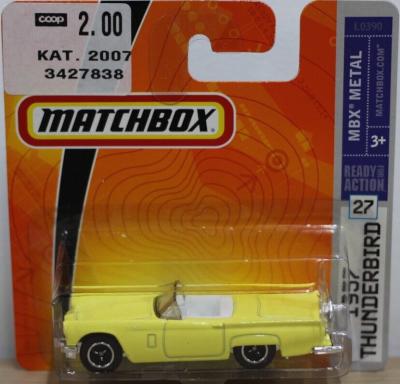 coop 2.00
KAT. 2007
3427838
MATCHBOX
L0390
MBX METAL
MATCHBOX.COM
3+
READY FOR ACTION
27
1957
THUNDERBIRD